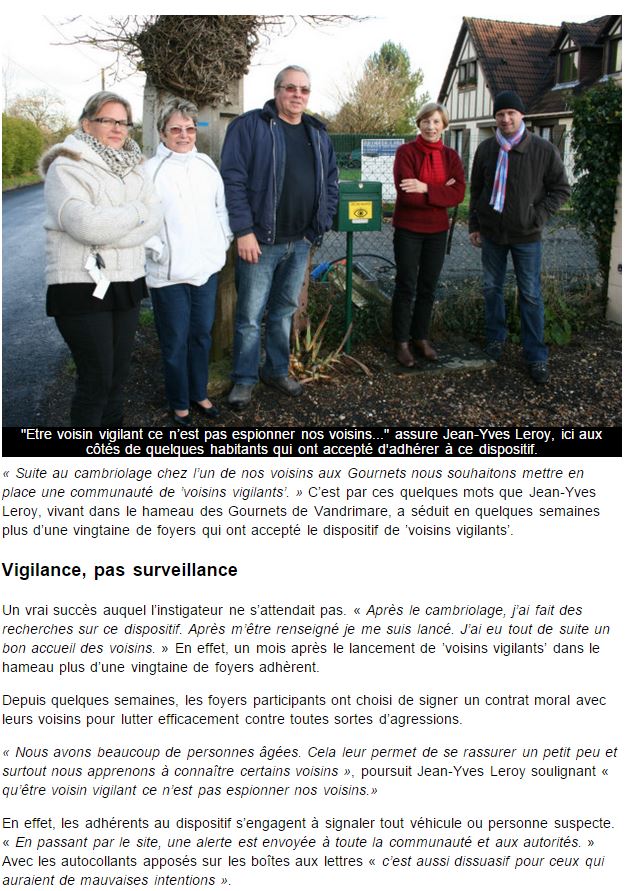 "Etre voisin vigilant ce n'est pas espionner nos voisins..." assure Jean-Yves Leroy, ici aux
côtés de quelques habitants qui ont accepté d'adhérer à ce dispositif.
« Suite au cambriolage chez l’un de nos voisins aux Gournets nous souhaitons mettre en
place une communauté de ’voisins vigilants’. » C’est par ces quelques mots que Jean-Yves
Leroy, vivant dans le hameau des Gournets de Vandrimare, a séduit en quelques semaines
plus d’une vingtaine de foyers qui ont accepté le dispositif de ’voisins vigilants’.
Vigilance, pas surveillance
Un vrai succès auquel l’instigateur ne s’attendait pas. « Après le cambriolage, j’ai fait des
recherches sur ce dispositif. Après m’être renseigné je me suis lancé. J’ai eu tout de suite un
bon accueil des voisins. » En effet, un mois après le lancement de ’voisins vigilants’ dans le
hameau plus d’une vingtaine de foyers adhèrent.
Depuis quelques semaines, les foyers participants ont choisi de signer un contrat moral avec
leurs voisins pour lutter efficacement contre toutes sortes d’agressions.
« Nous avons beaucoup de personnes âgées. Cela leur permet de se rassurer un petit peu et
surtout nous apprenons à connaître certains voisins », poursuit Jean-Yves Leroy soulignant «
qu’être voisin vigilant ce n’est pas espionner nos voisins.»
En effet, les adhérents au dispositif s’engagent à signaler tout véhicule ou personne suspecte.
« En passant par le site, une alerte est envoyée à toute la communauté et aux autorités. »
Avec les autocollants apposés sur les boîtes aux lettres « c’est aussi dissuasif pour ceux qui
auraient de mauvaises intentions ».